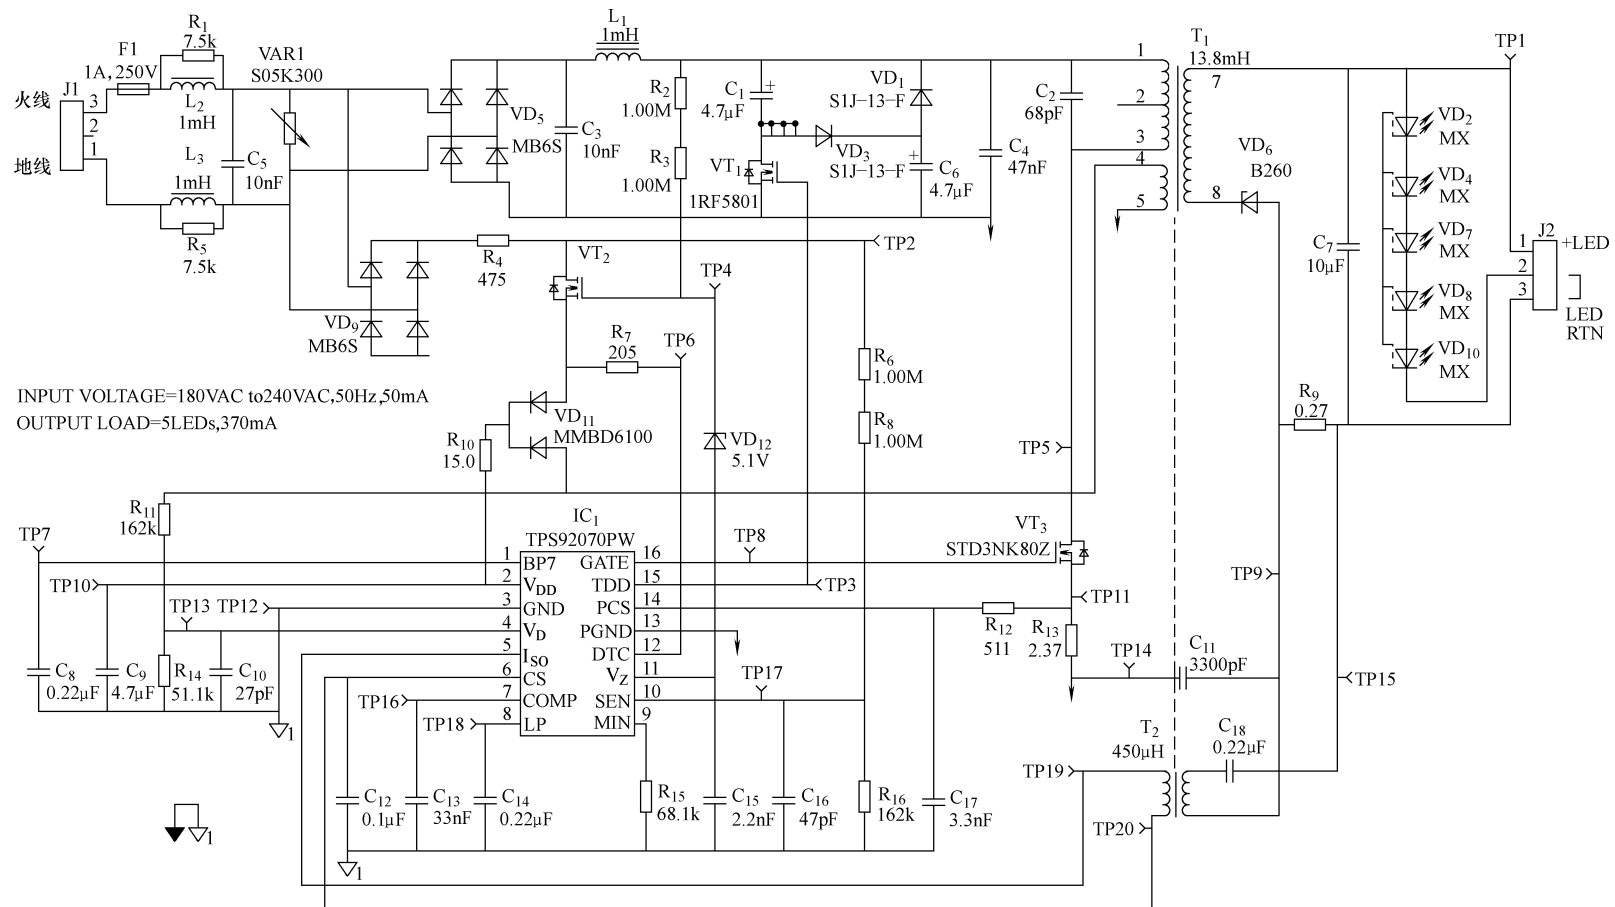 R1
7.5k
F1
1A,250V
VAR1
S05K300
J1
火线
3
2
1
地线
L2
1mH
L3
1mH
C5
10nF
R5
7.5k
VD5
MB6S
L1
1mH
C3
10nF
R2
1.00M
R3
1.00M
C1
+
4.7μF
VD1
S1J-13-F
VD3
S1J-13-F
VT1
1RF5801
+
C6
4.7μF
C4
47nF
C2
68pF
1
2
3
4
5
T1
13.8mH
7
8
VD6
B260
TP1
C7
10μF
VD2
MX
VD4
MX
VD7
MX
VD8
MX
VD10
MX
J2
1
2
3
+LED
LED
RTN
R4
475
VT2
TP2
TP4
VD9
MB6S
R7
205
TP6
R6
1.00M
R8
1.00M
INPUT VOLTAGE=180VAC to240VAC,50Hz,50mA
OUTPUT LOAD=5LEDs,370mA
VD11
MMBD6100
R10
15.0
VD12
5.1V
TP5
R9
0.27
R11
162k
TP7
IC1
TPS92070PW
TP8
VT3
STD3NK80Z
TP10
TP13
TP12
TP3
TP9
TP11
1
BP7
GATE
16
2
VDD
TDD
15
3
GND
PCS
14
4
VD
PGND
13
5
ISO
DTC
12
6
CS
VZ
11
7
COMP
SEN
10
8
LP
MIN
9
R12
511
R13
2.37
TP14
C11
3300pF
TP15
C8
0.22μF
C9
4.7μF
R14
51.1k
C10
27pF
1
TP16
TP18
TP17
T2
450μH
C18
0.22μF
TP19
TP20
C12
0.1μF
C13
33nF
C14
0.22μF
R15
68.1k
C15
2.2nF
C16
47pF
R16
162k
C17
3.3nF
1
1